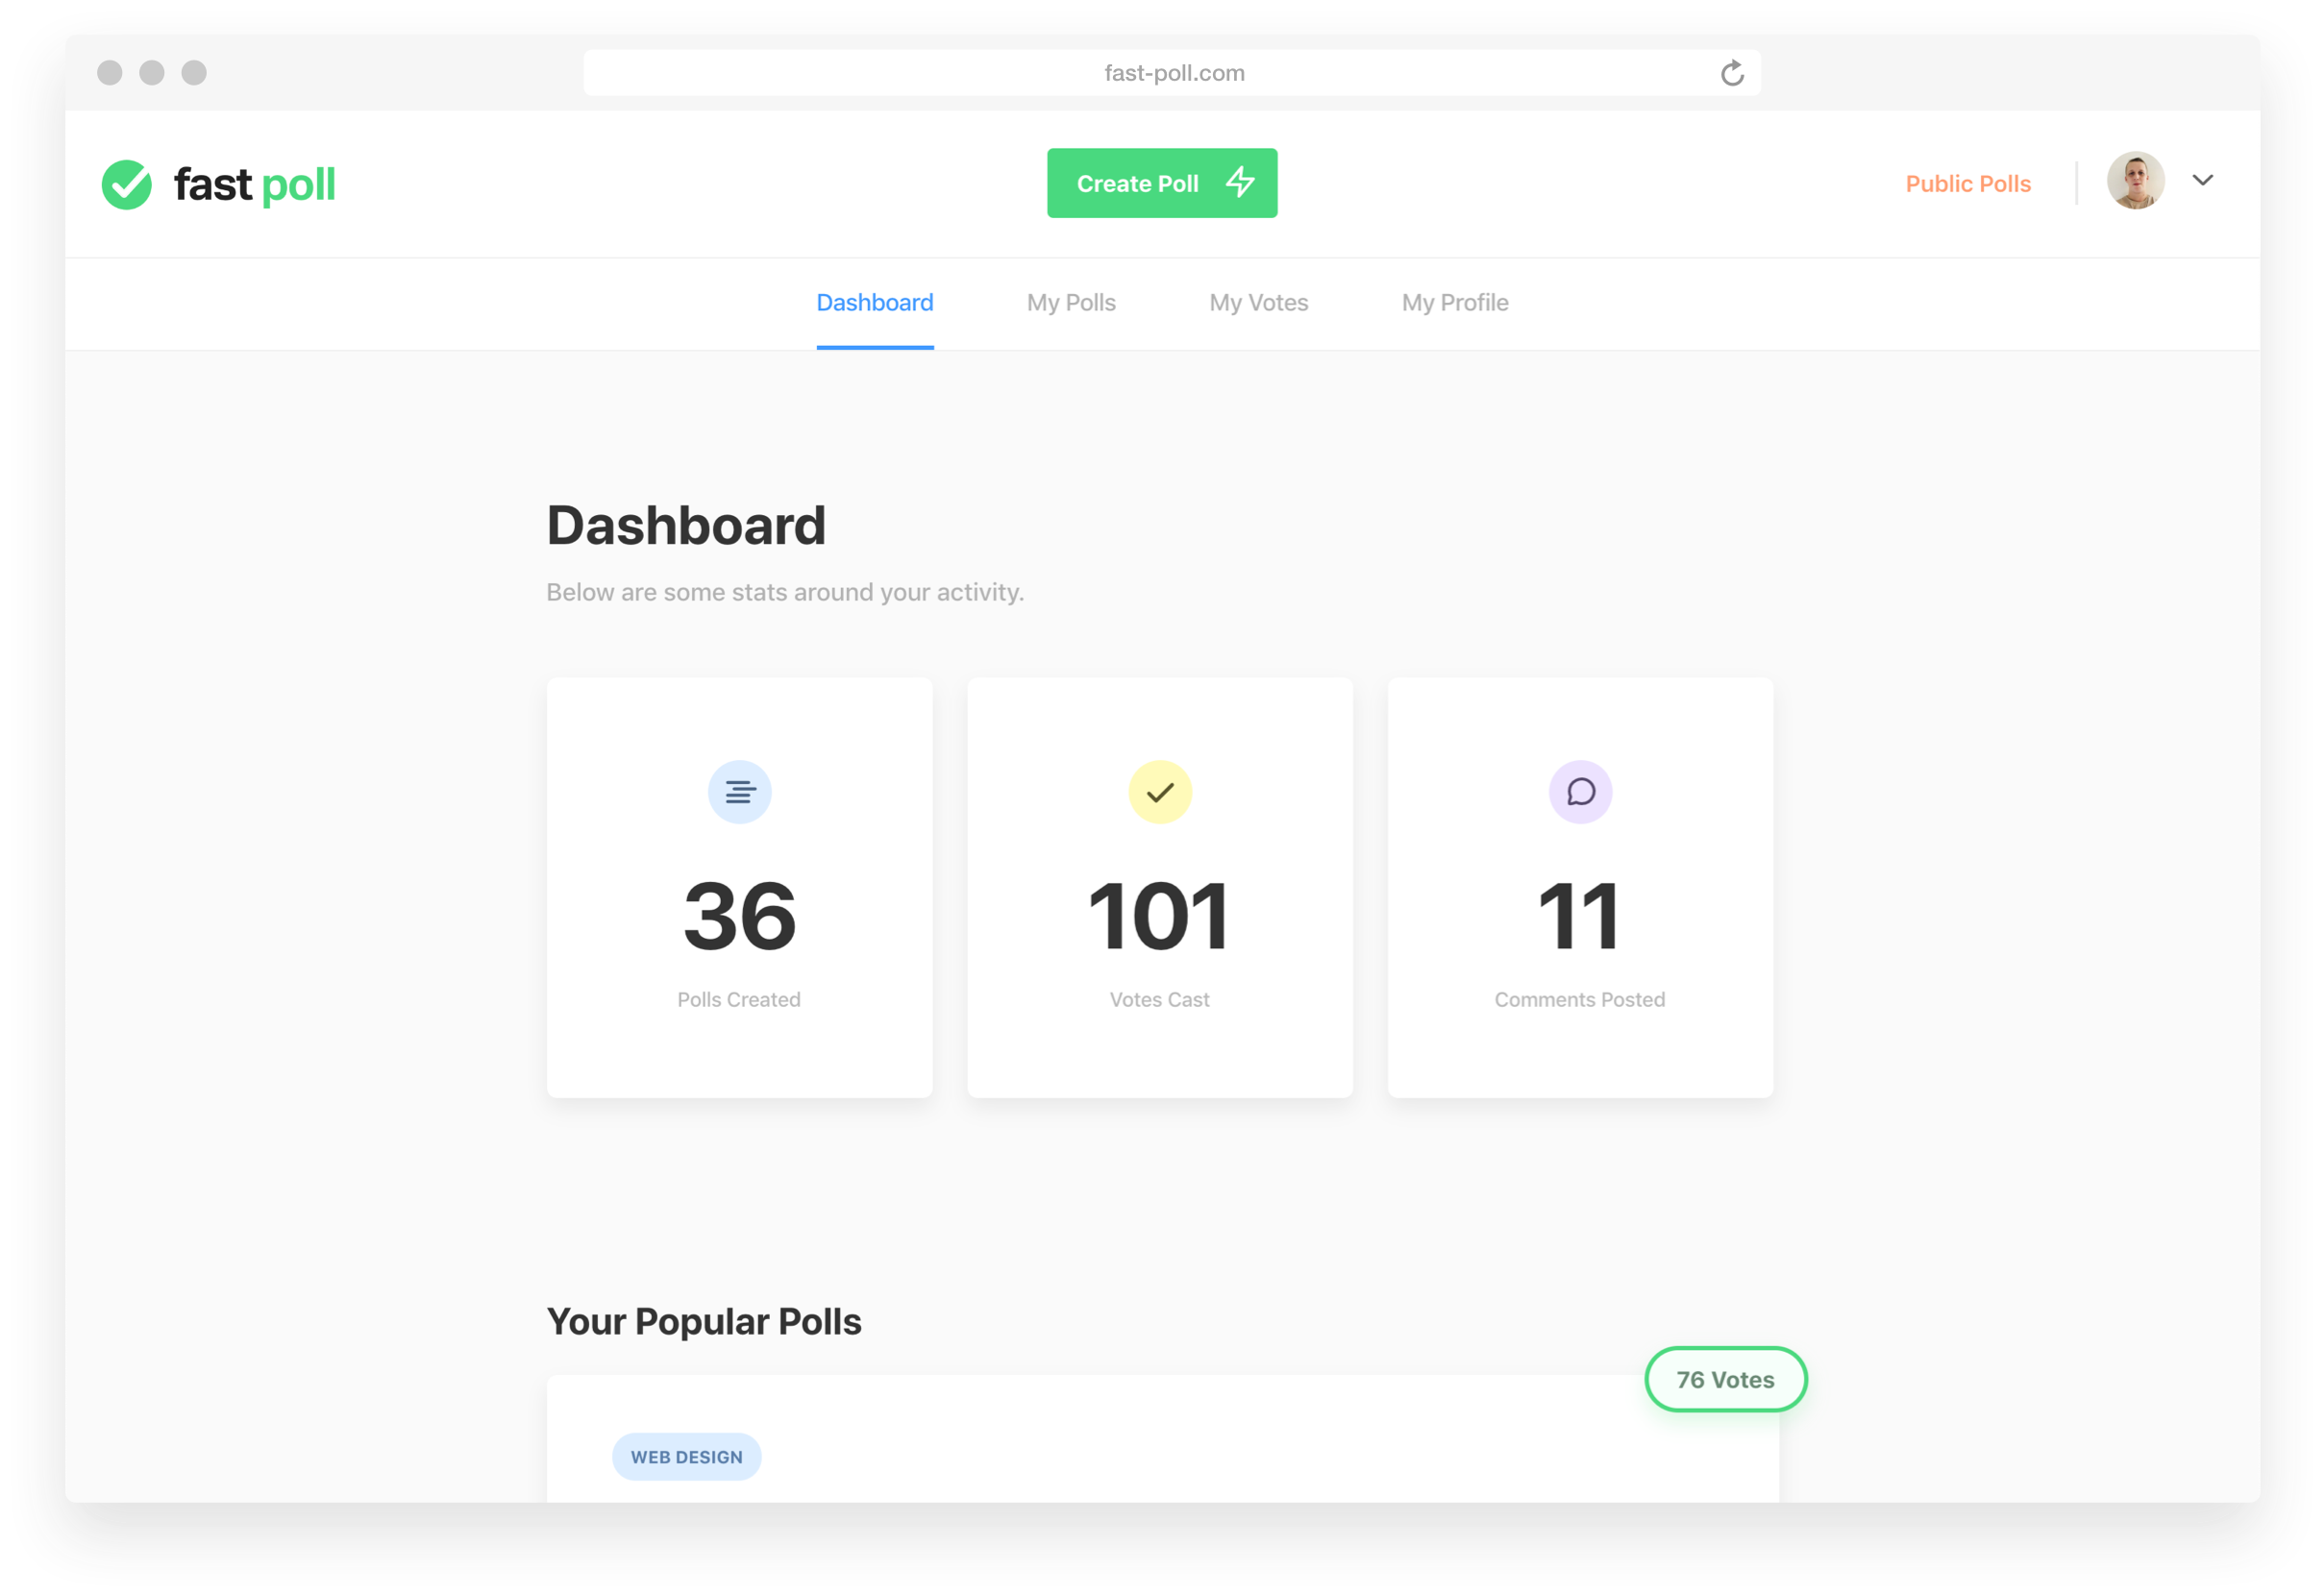 fast-poll.com
fast poll
Create Poll
Public Polls
Dashboard
My Polls
My Votes
My Profile
Dashboard
Below are some stats around your activity.
36
Polls Created
101
Votes Cast
11
Comments Posted
Your Popular Polls
76 Votes
WEB DESIGN